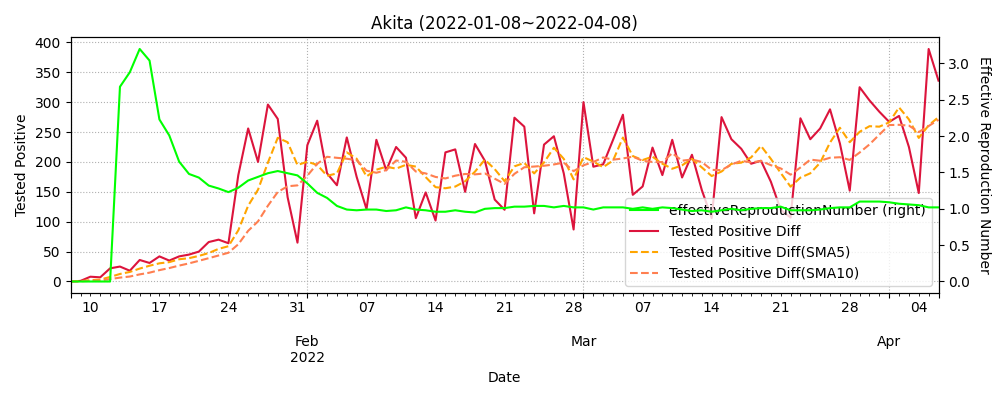 Akita (2022-01-08~2022-04-08)
400
350
300
250
200
150
100
50
0
Tested Positive
3.0
2.5
2.0
1.5
1.0
0.5
0.0
Effective Reproduction Number
effectiveReproductionNumber (right)
Tested Positive Diff
Tested Positive Diff(SMA5)
Tested Positive Diff(SMA10)
10 17 24 31 07 14 21 28 07 14 21 28 04
Feb Mar Apr
2022
Date